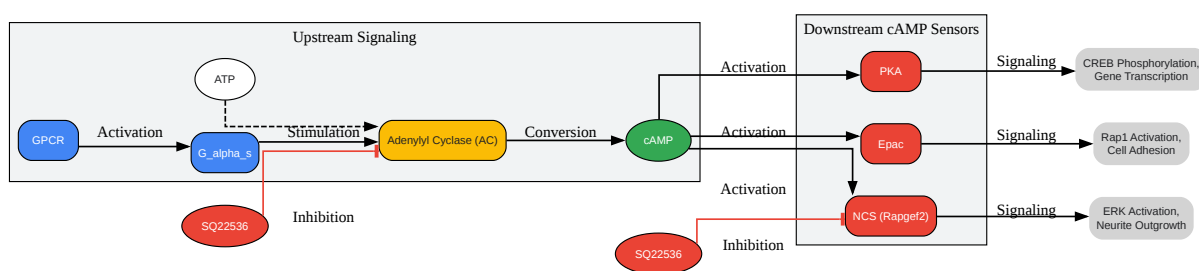 Upstream Signaling
Downstream cAMP Sensors
ATP
GPCR
Activation
G_alpha_s
Stimulation
Adenylyl Cyclase (AC)
Conversion
cAMP
SQ22536
Inhibition
Activation
PKA
Signaling
CREB Phosphorylation,
Gene Transcription
Activation
Epac
Signaling
Rap1 Activation,
Cell Adhesion
Activation
NCS (Rapgef2)
Signaling
ERK Activation,
Neurite Outgrowth
SQ22536
Inhibition